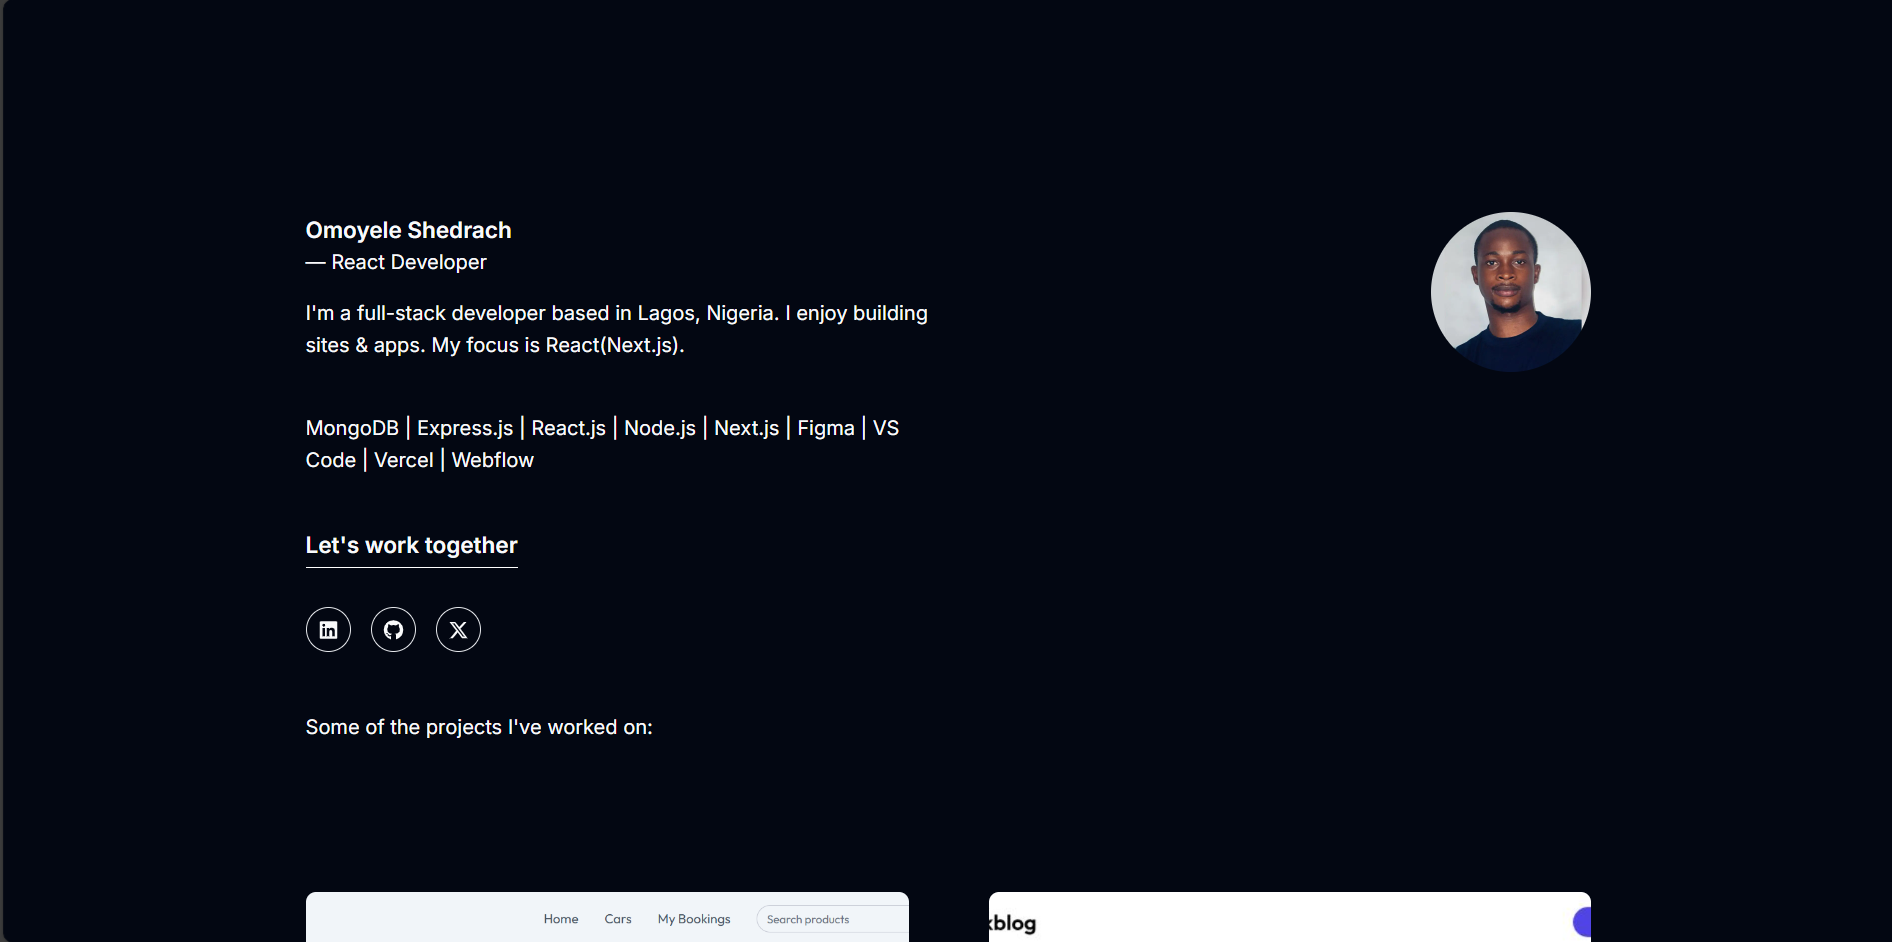 Omoyele Shedrach
— React Developer
I'm a full-stack developer based in Lagos, Nigeria. I enjoy building
sites & apps. My focus is React(Next.js).
MongoDB | Express.js | React.js | Node.js | Next.js | Figma | VS
Code | Vercel | Webflow
Let's work together
in
X
Some of the projects I've worked on:
Home Cars My Bookings Search products
kblog